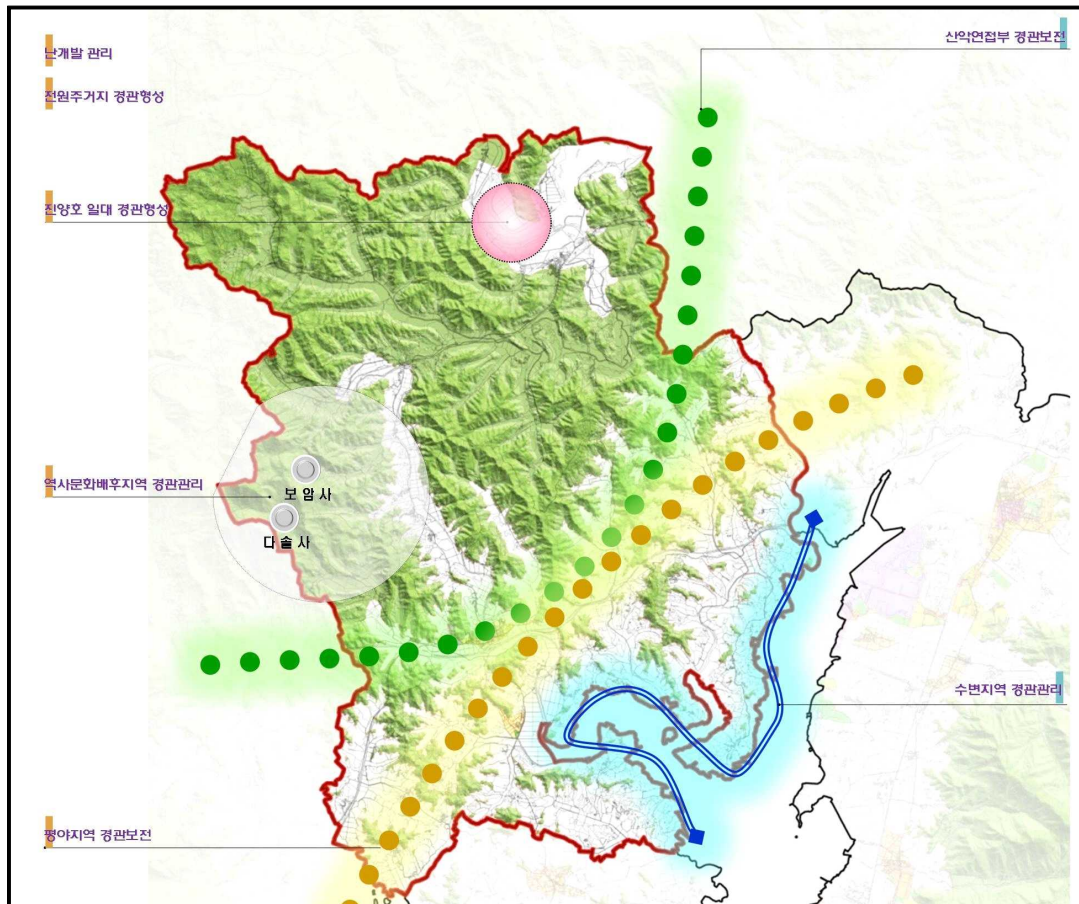 난개발 관리
산악연접부 경관보전
전원주거지 경관형성
진양호 일대 경관형성
역사문화배후지역 경관관리
보암사
다솔사
수변지역 경관관리
평야지역 경관보전